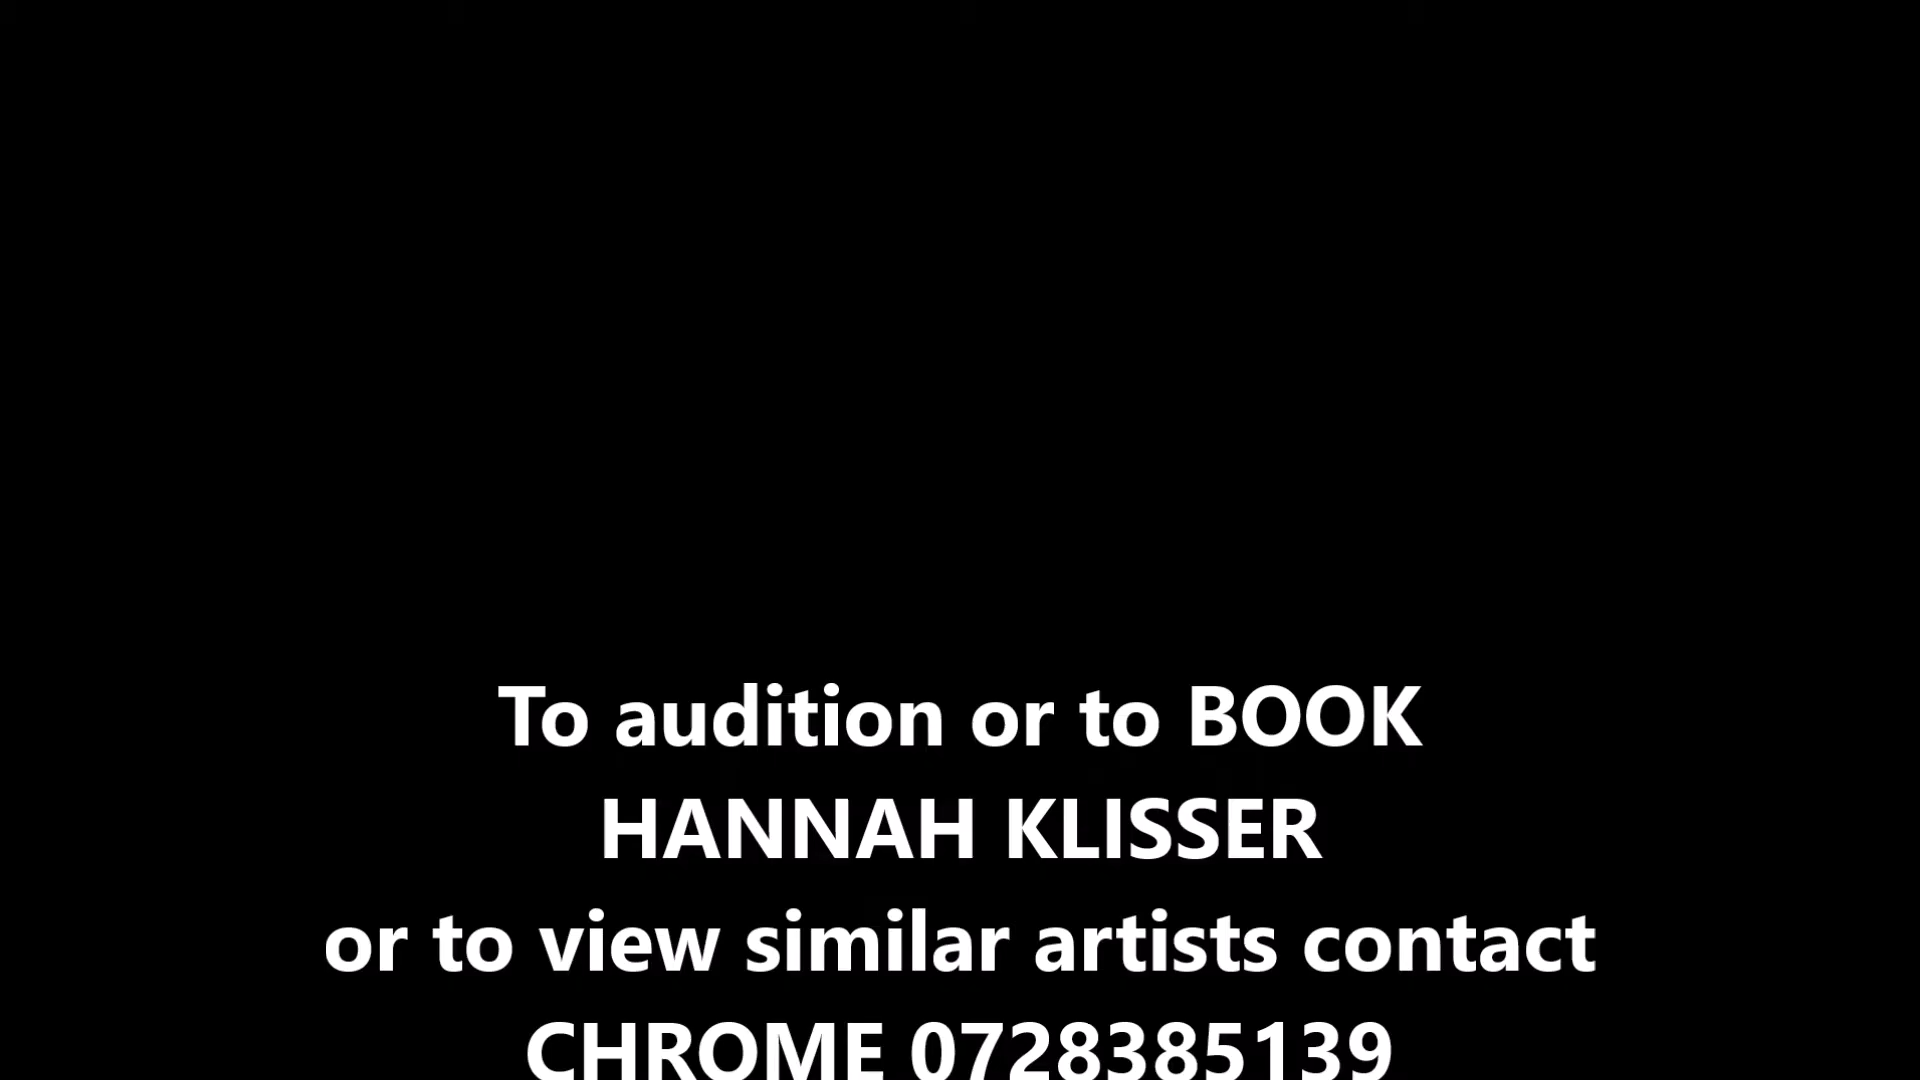 To audition or to BOOK
HANNAH KLISSER
or to view similar artists contact
CHROME 0728385139